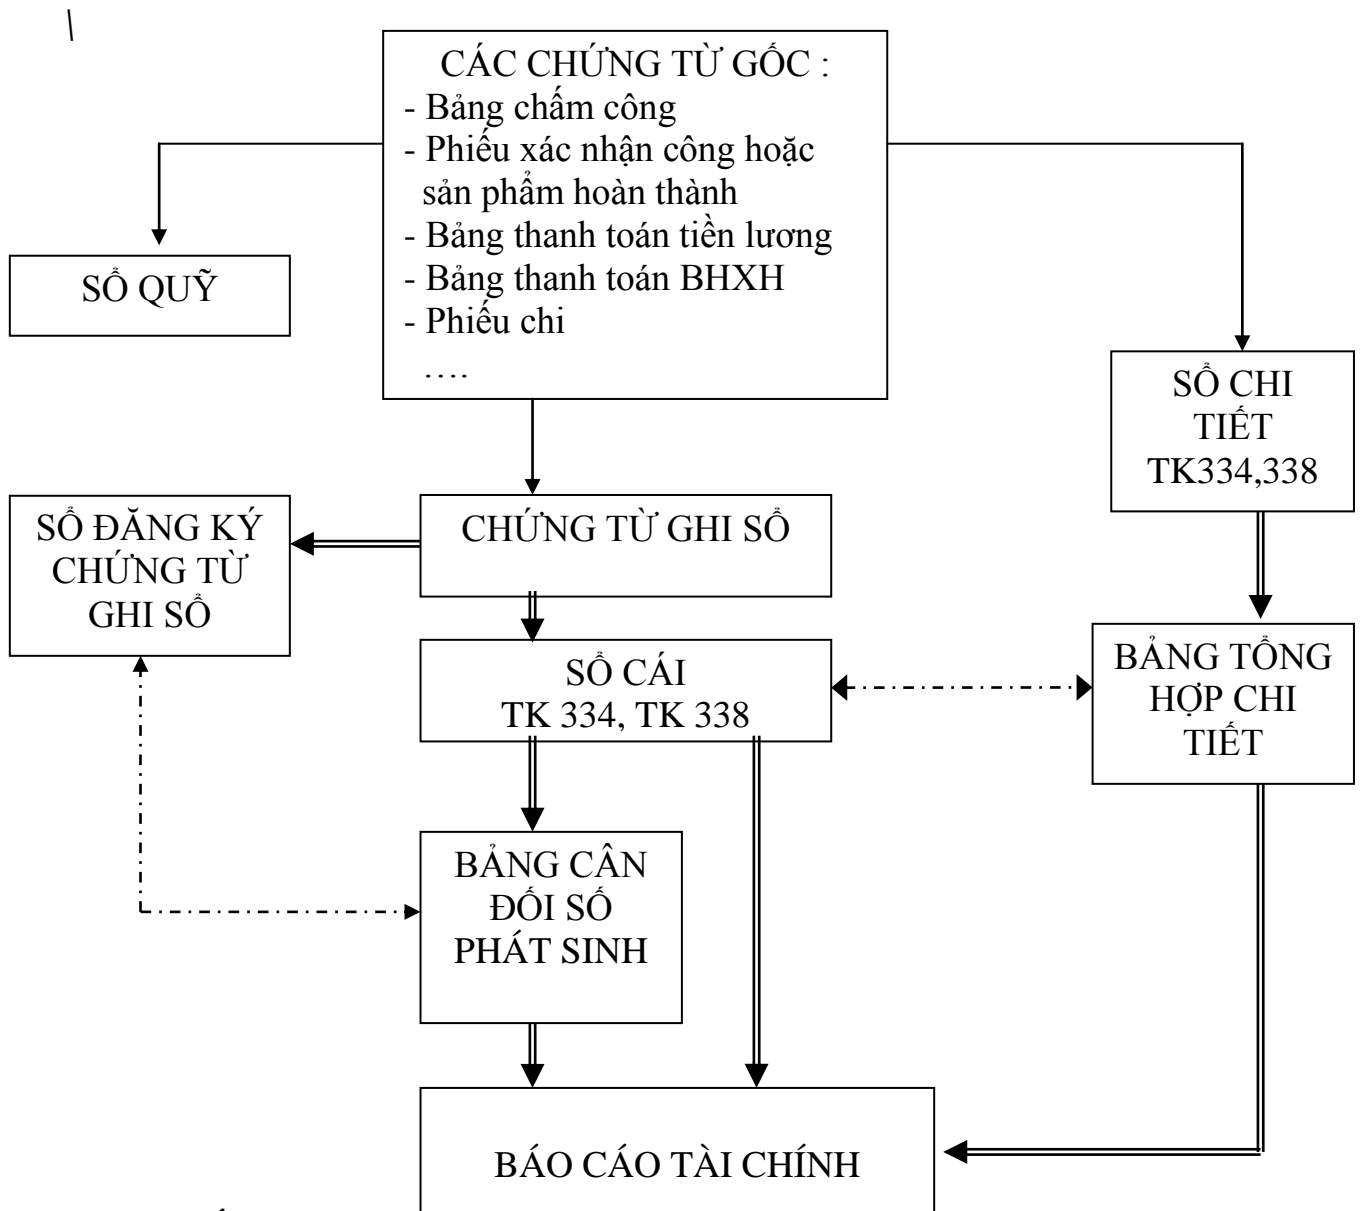 CÁC CHỨNG TỪ GỐC :
- Bảng chấm công
- Phiếu xác nhận công hoặc
sản phẩm hoàn thành
- Bảng thanh toán tiền lương
- Bảng thanh toán BHXH
- Phiếu chi
….
SỔ QUỸ
SỔ CHI
TIẾT
TK334,338
SỔ ĐĂNG KÝ
CHỨNG TỪ
GHI SỔ
CHỨNG TỪ GHI SỔ
SỔ CÁI
TK 334, TK 338
BẢNG TỔNG
HỢP CHI
TIẾT
BẢNG CÂN
ĐỐI SỐ
PHÁT SINH
BÁO CÁO TÀI CHÍNH